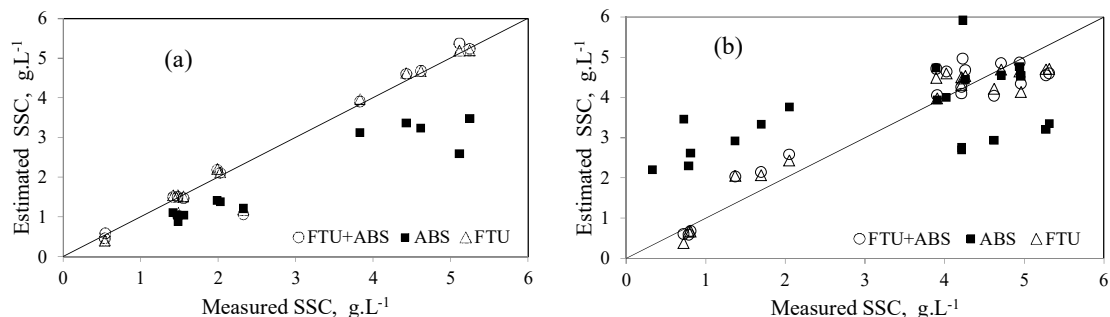 (a)
Estimated SSC, g.L-1
6
5
4
3
2
1
0
0 1 2 3 4 5 6
Measured SSC, g.L-1
FTU+ABS ABS FTU
(b)
Estimated SSC, g.L-1
6
5
4
3
2
1
0
0 1 2 3 4 5 6
Measured SSC, g.L-1
FTU+ABS ABS FTU